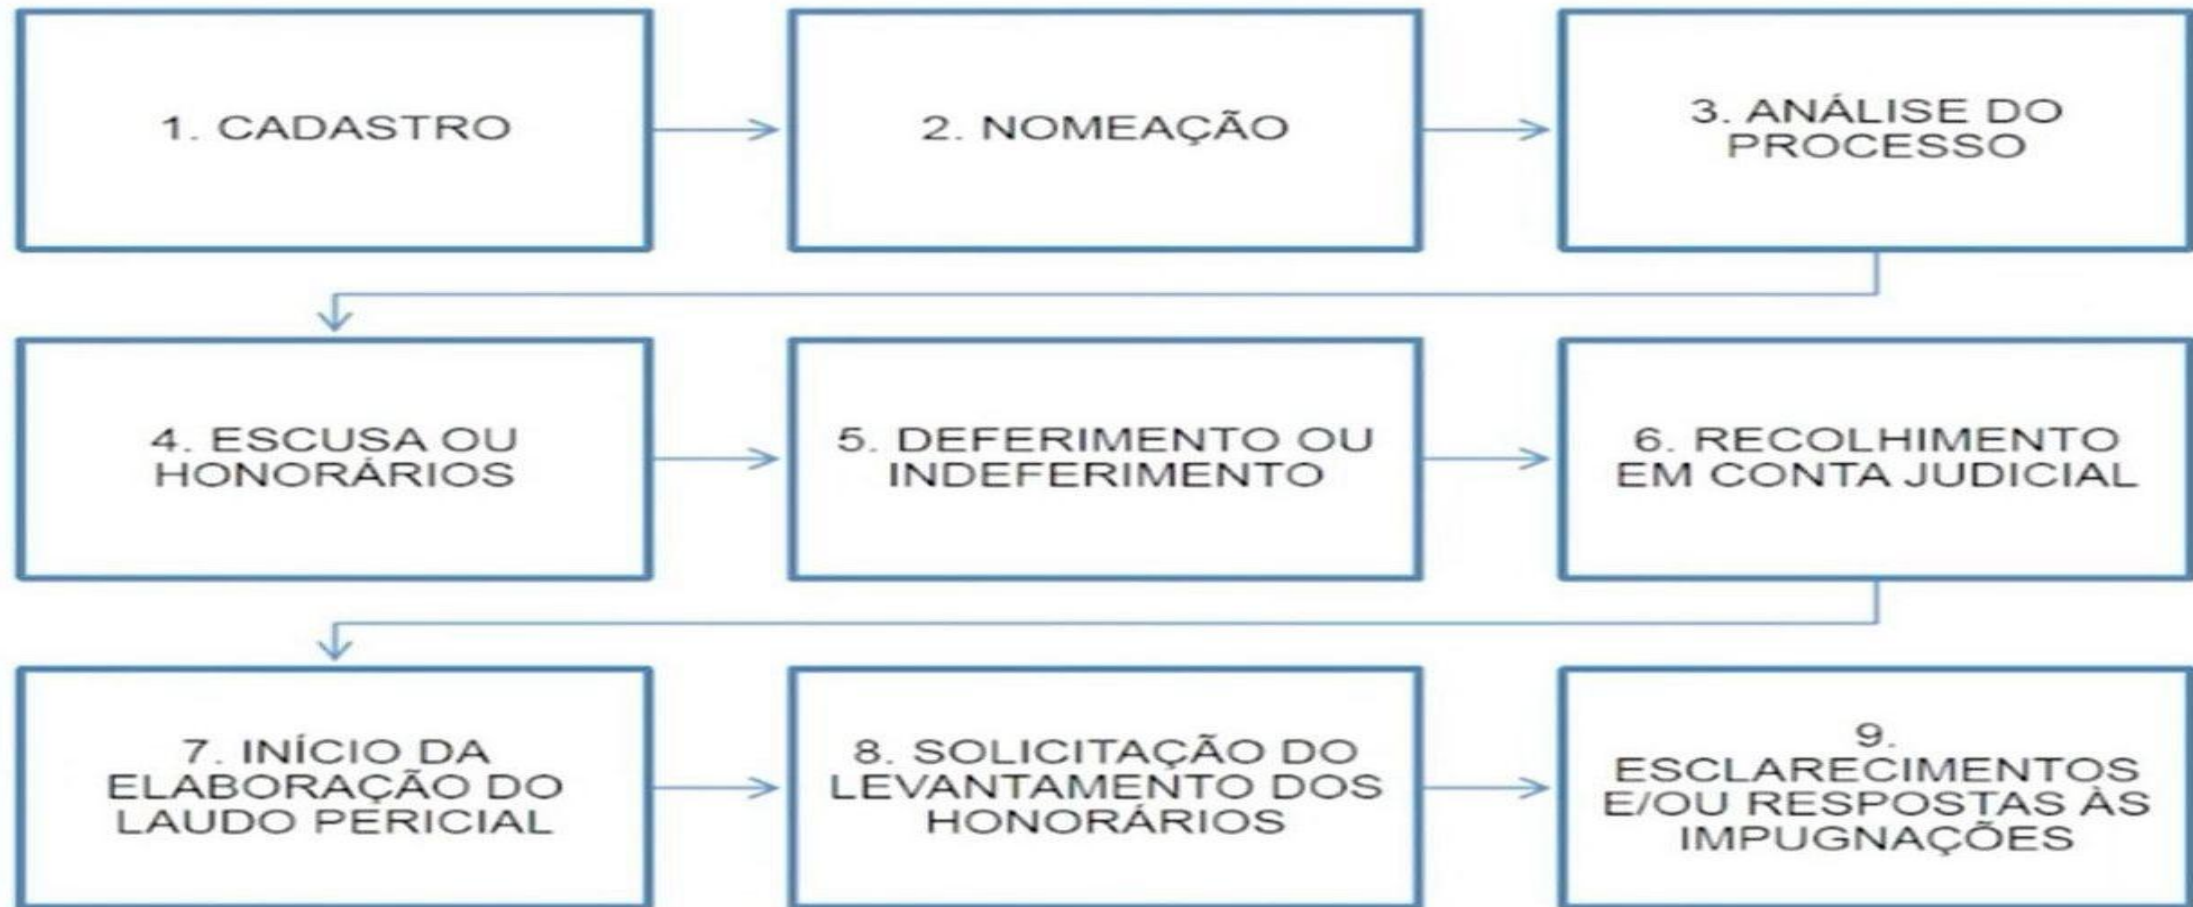 1. CADASTRO
2. NOMEAÇÃO
3. ANÁLISE DO
PROCESSO
4. ESCUSA OU
HONORÁRIOS
5. DEFERIMENTO OU
INDEFERIMENTO
6. RECOLHIMENTO
EM CONTA JUDICIAL
7. INÍCIO DA
ELABORAÇÃO DO
LAUDO PERICIAL
8. SOLICITAÇÃO DO
LEVANTAMENTO DOS
HONORÁRIOS
9.
ESCLARECIMENTOS
E/OU RESPOSTAS ÀS
IMPUGNAÇÕES